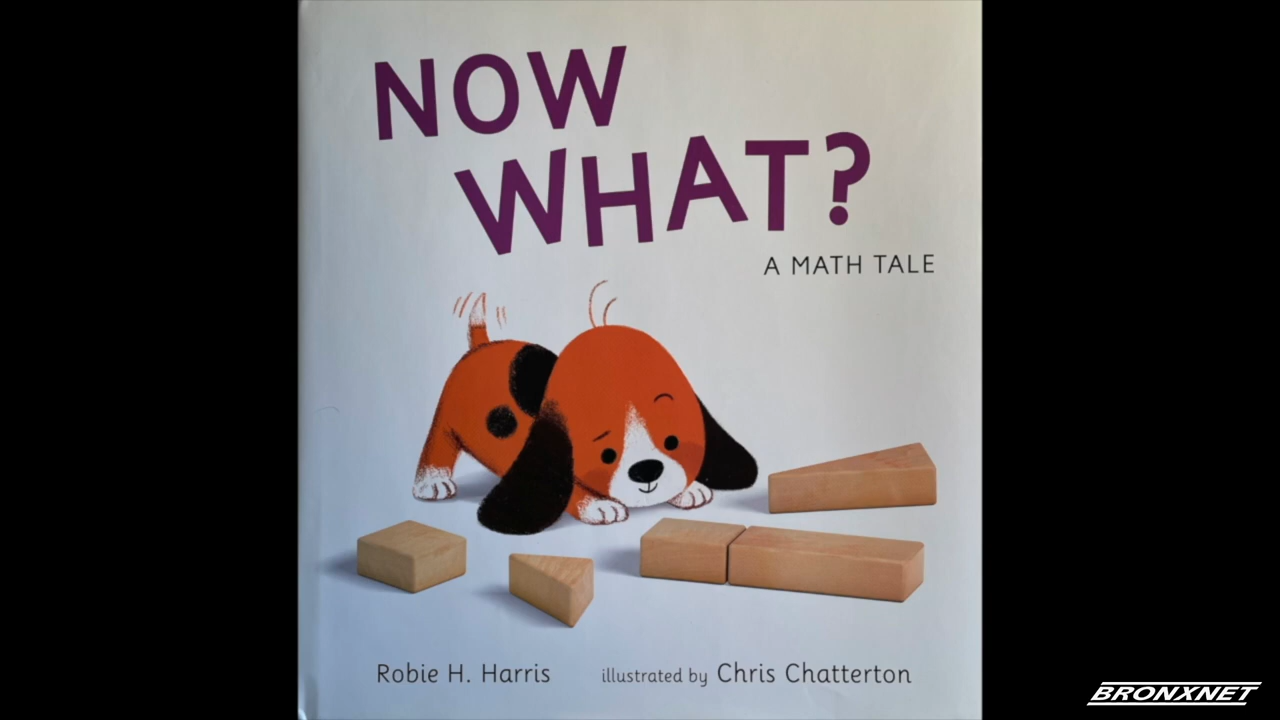 NOW
WHAT?
A MATH TALE
Robie H. Harris
illustrated by Chris Chatterton
BRONXNET